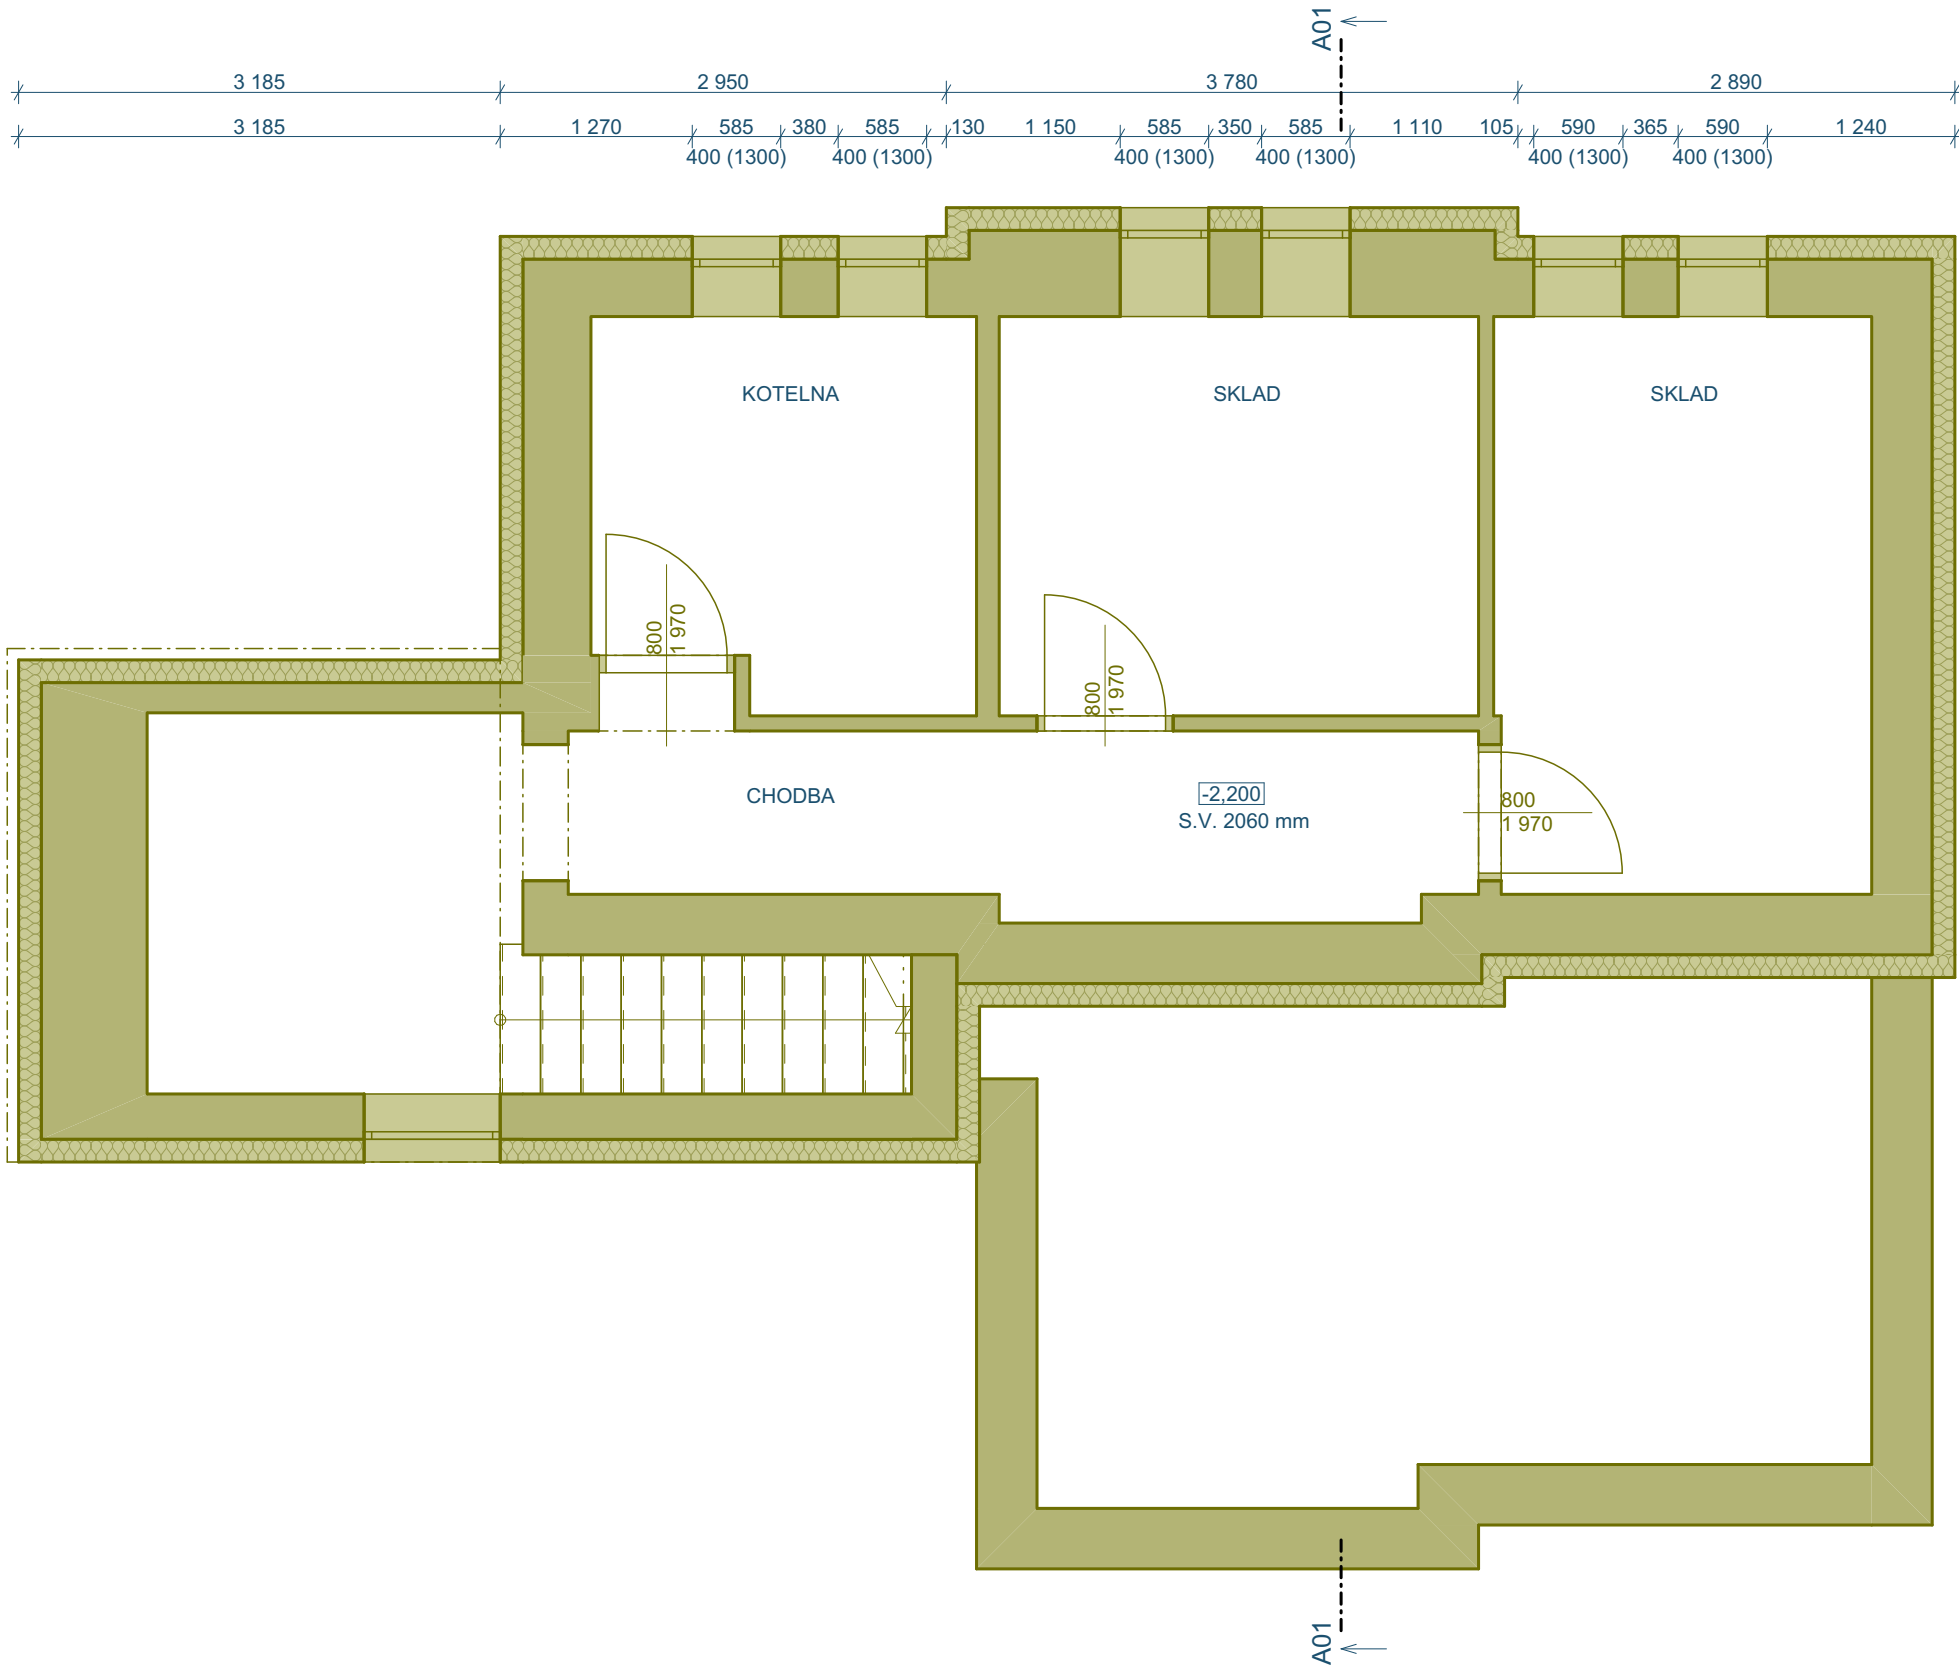 A01
3 185 2 950 3 780 2 890
3 185 1 270 585 380 585 130 1 150 585 350 585 1 110 105 590 365 590 1 240
400 (1300) 400 (1300) 400 (1300) 400 (1300) 400 (1300) 400 (1300)
KOTELNA SKLAD SKLAD
800
1 970
800
1 970
CHODBA
-2,200
S.V. 2060 mm
800
1 970
A01